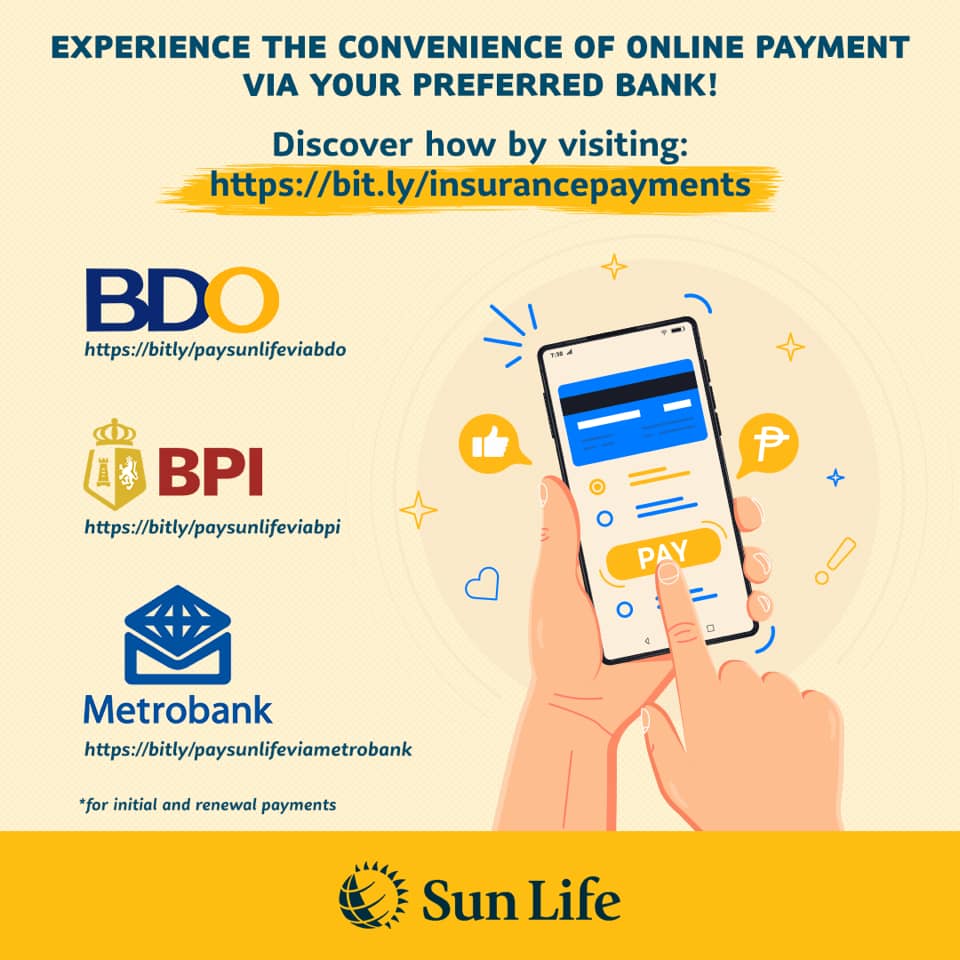 EXPERIENCE THE CONVENIENCE OF ONLINE PAYMENT
VIA YOUR PREFERRED BANK!
Discover how by visiting:
https://bit.ly/insurancepayments
BDO
https://bitly/paysunlifeviabdo
BPI
https://bitly/paysunlifeviabpi
Metrobank
https://bitly/paysunlifeviametrobank
*for initial and renewal payments
7:38
PAY
Sun Life